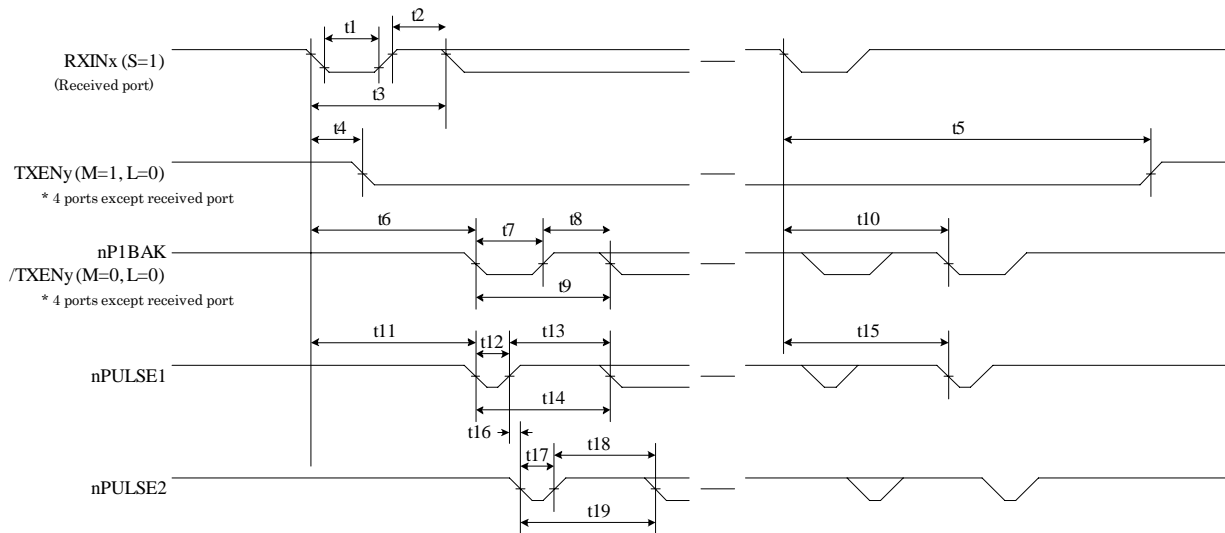 t1
t2
RXINx (S=1)
(Received port)
t3
t4
t5
TXENy (M=1, L=0)
* 4 ports except received port
t6
t7
t8
t10
nP1BAK
/TXENy (M=0, L=0)
* 4 ports except received port
t9
t11
t12
t13
t15
nPULSE1
t14
t16
t17
t18
nPULSE2
t19